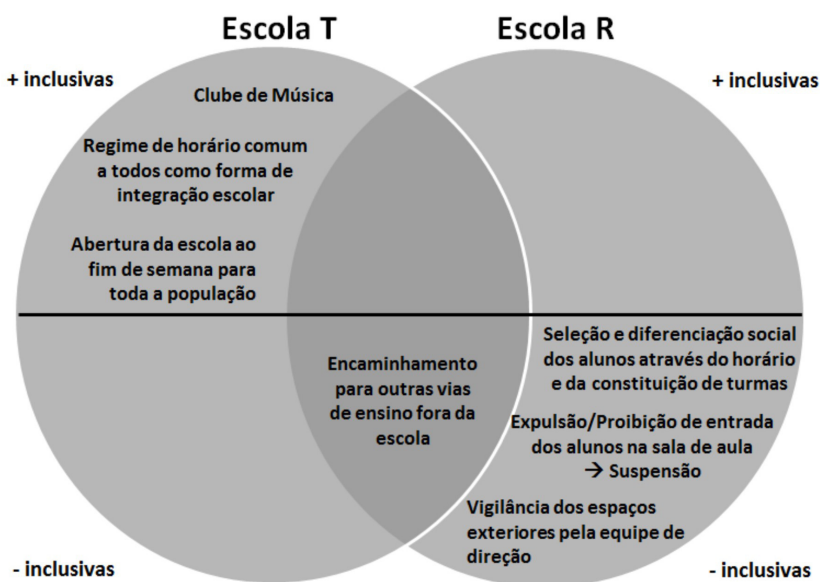 Escola T
Escola R
+ inclusivas
+ inclusivas
Clube de Música
Regime de horário comum
a todos como forma de
integração escolar
Abertura da escola ao
fim de semana para
toda a população
Encaminhamento
para outras vias
de ensino fora da
escola
Seleção e diferenciação social
dos alunos através do horário
e da constituição de turmas
Expulsão/Proibição de entrada
dos alunos na sala de aula
→ Suspensão
Vigilância dos espaços
exteriores pela equipe de
direção
- inclusivas
- inclusivas